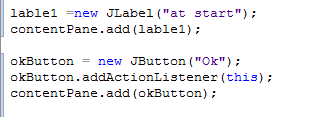 lable1 =new JLabel("at start");
contentPane.add(lable1);
okButton = new JButton("Ok");
okButton.addActionListener(this);
contentPane.add(okButton);